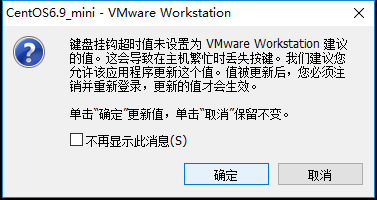 CentOS6.9_mini - VMware Workstation
键盘挂钩超时值未设置为 VMware Workstation 建议
的值。这会导致在主机繁忙时丢失按键。我们建议您
允许该应用程序更新这个值。值被更新后，您必须注
销并重新登录，更新的值才会生效。
单击“确定”更新值，单击“取消”保留不变。
不再显示此消息(S)
确定
取消